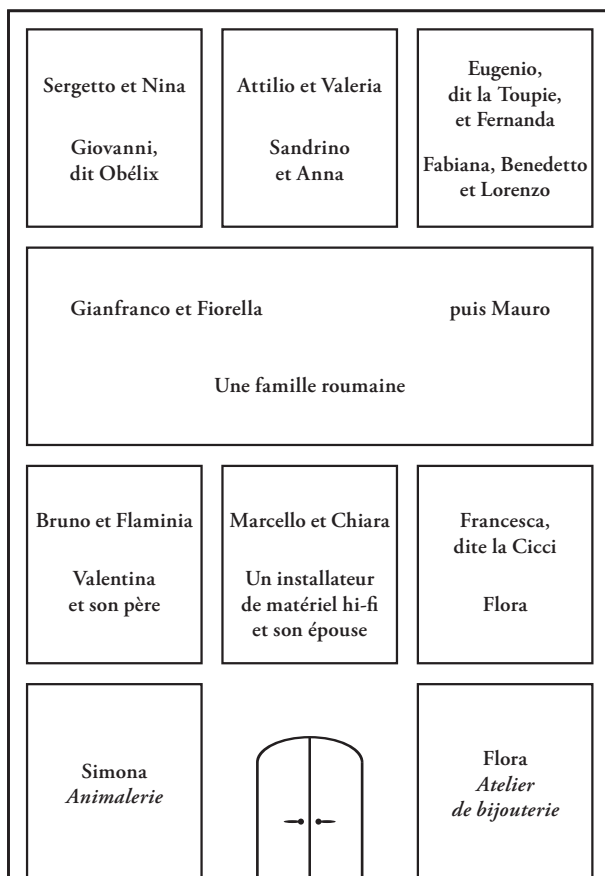 Sergetto et Nina
Giovanni,
dit Obélix
Attilio et Valeria
Sandrino
et Anna
Eugenio,
dit la Toupie,
et Fernanda
Fabiana, Benedetto
et Lorenzo
Gianfranco et Fiorella
puis Mauro
Une famille roumaine
Bruno et Flaminia
Valentina
et son père
Marcello et Chiara
Un installateur
de matériel hi-fi
et son épouse
Francesca,
dite la Cicci
Flora
Simona
Animalerie
Flora
Atelier
de bijouterie